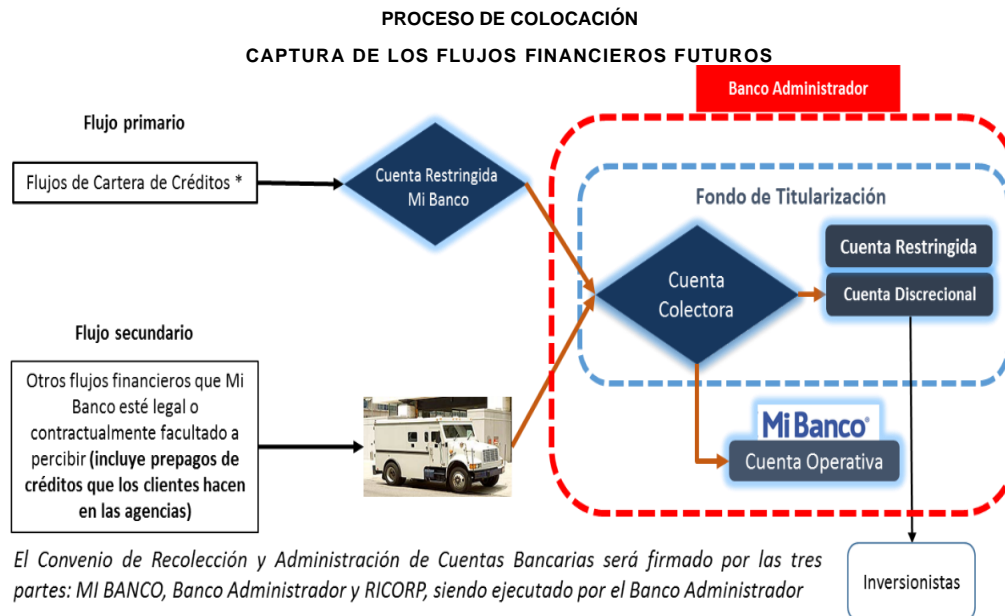 PROCESO DE COLOCACIÓN
CAPTURA DE LOS FLUJOS FINANCIEROS FUTUROS
Banco Administrador
Flujo primario
Flujos de Cartera de Créditos *
Cuenta Restringida
Mi Banco
Fondo de Titularización
Cuenta Restringida
Cuenta
Colectora
Cuenta Discrecional
Flujo secundario
Otros flujos financieros que Mi
Banco esté legal o
contractualmente facultado a
percibir (incluye prepagos de
créditos que los clientes hacen
en las agencias)
Mi Banco®
Cuenta Operativa
El Convenio de Recolección y Administración de Cuentas Bancarias será firmado por las tres
partes: MI BANCO, Banco Administrador y RICORP, siendo ejecutado por el Banco Administrador
Inversionistas